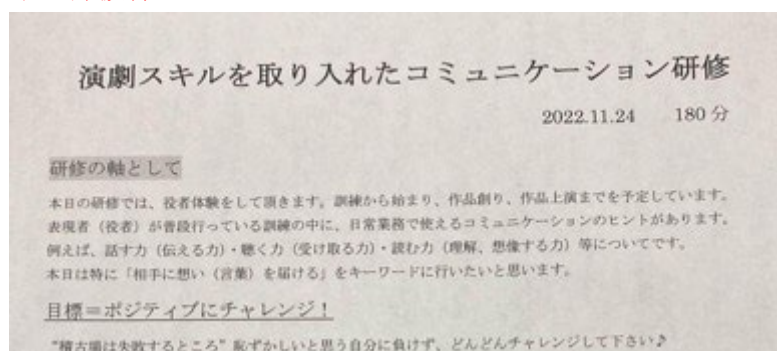 演劇スキルを取り入れたコミュニケーション研修
2022.11.24 180分
研修の軸として
本日の研修では、役者体験をして頂きます。訓練から始まり、作品創り、作品上演までを予定しています。
表現者（役者）が普段行っている訓練の中に、日常業務で使えるコミュニケーションのヒントがあります。
例えば、話す力（伝える力）・聴く力（受け取る力）・読む力（理解、想像する力）等についてです。
本日は特に「相手に想い（言葉）を届ける」をキーワードに行いたいと思います。
目標＝ポジティブにチャレンジ！
"稽古場は失敗するところ" 恥ずかしいと思う自分に負けず、どんどんチャレンジして下さい♪